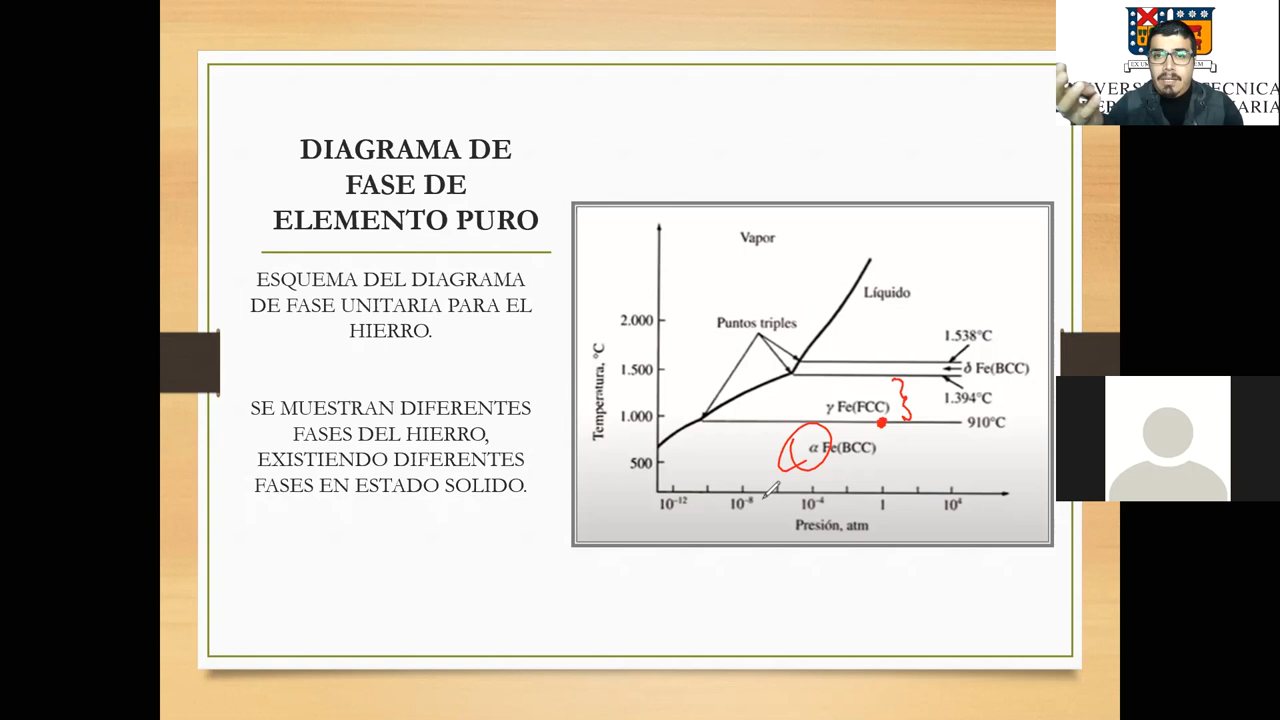 DIAGRAMA DE
FASE DE
ELEMENTO PURO
ESQUEMA DEL DIAGRAMA
DE FASE UNITARIA PARA EL
HIERRO.
SE MUESTRAN DIFERENTES
FASES DEL HIERRO,
EXISTIENDO DIFERENTES
FASES EN ESTADO SOLIDO.
Vapor
Líquido
2.000
Puntos triples
1.538°C
1.500
δ Fe(BCC)
1.394°C
γ Fe(FCC)
1.000
910°C
α Fe(BCC)
500
Temperatura, °C
10⁻¹² 10⁻⁸ 10⁻⁴ 1 10⁴
Presión, atm